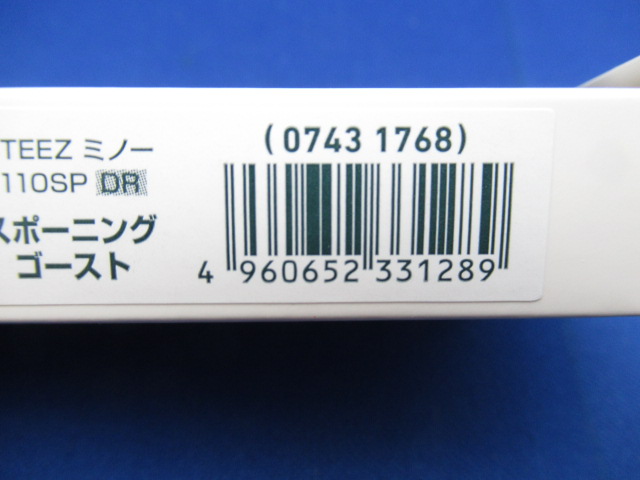 TEEZ ミノー
110SP DR
スポーニング
ゴースト
(0743 1768)
4 960652 331289